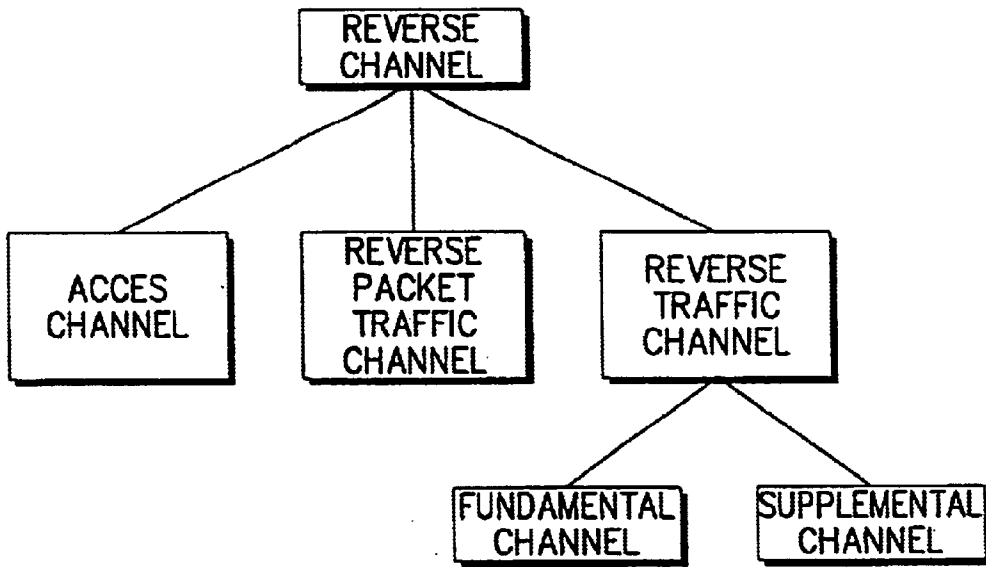 REVERSE
CHANNEL
ACCES
CHANNEL
REVERSE
PACKET
TRAFFIC
CHANNEL
REVERSE
TRAFFIC
CHANNEL
FUNDAMENTAL
CHANNEL
SUPPLEMENTAL
CHANNEL